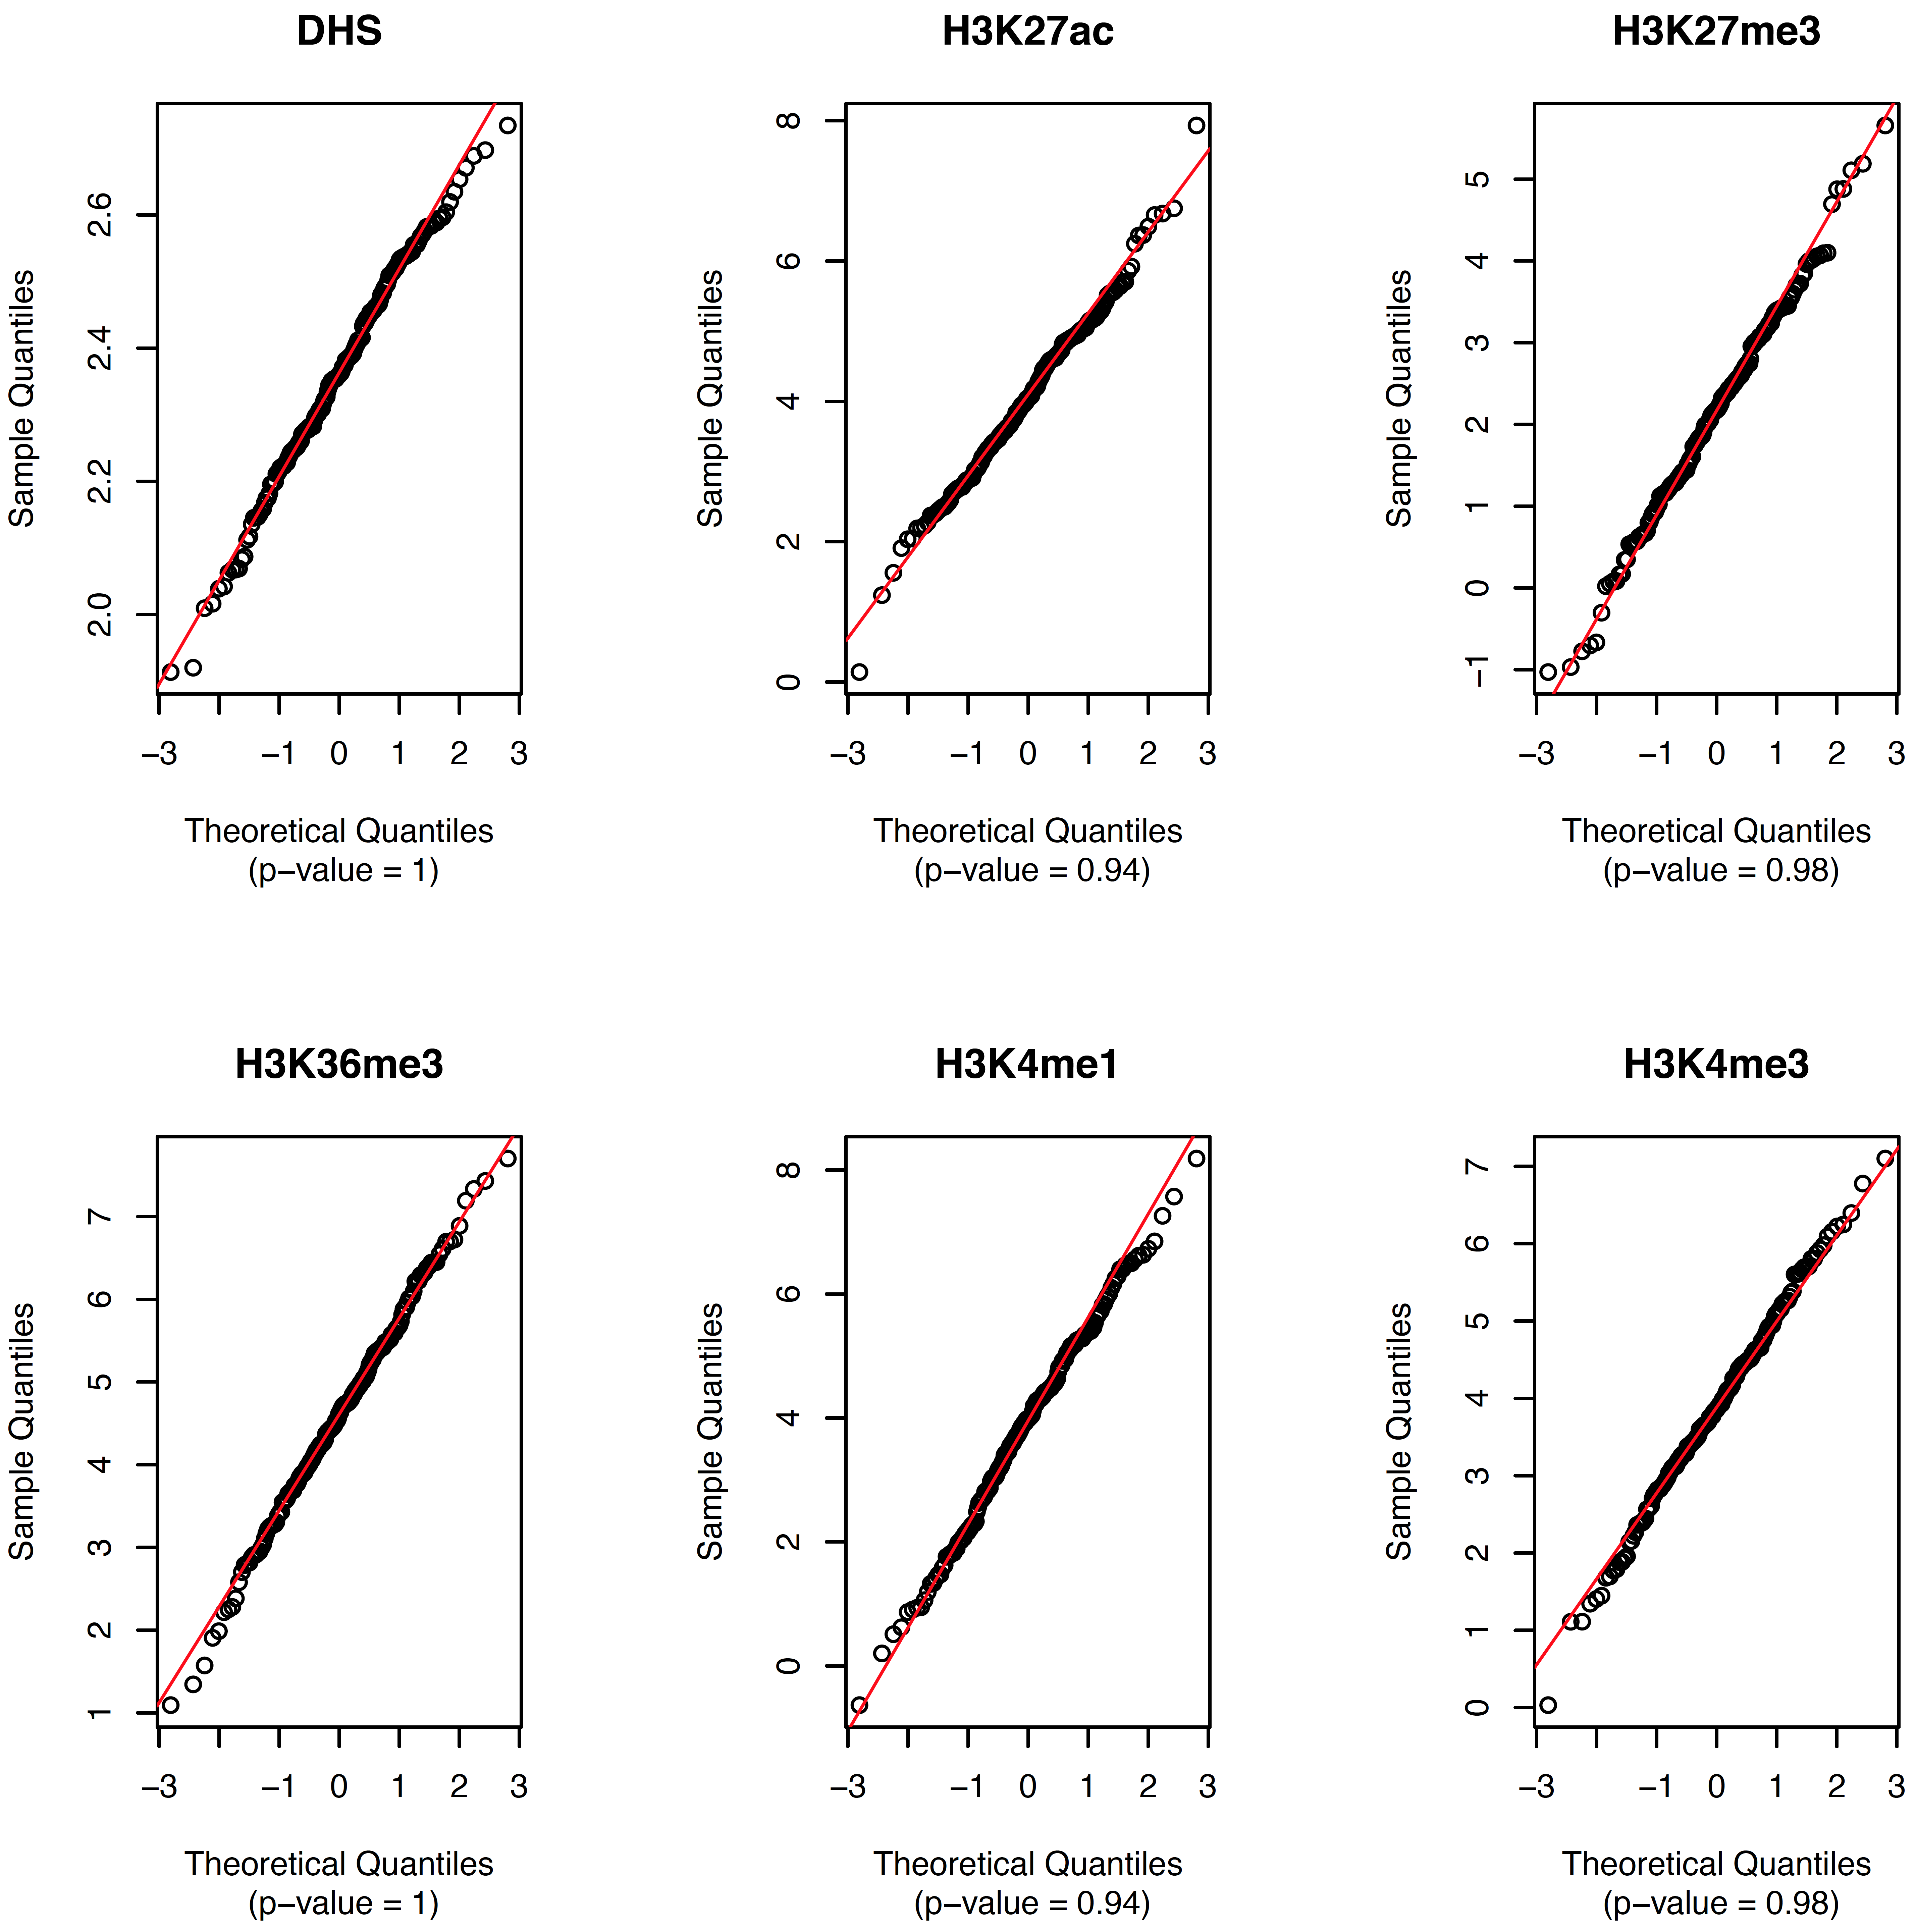 DHS
H3K27ac
H3K27me3
Sample Quantiles
2.0 2.2 2.4 2.6
−3 −1 0 1 2 3
Theoretical Quantiles
(p−value = 1)
Sample Quantiles
0 2 4 6 8
−3 −1 0 1 2 3
Theoretical Quantiles
(p−value = 0.94)
Sample Quantiles
−1 0 1 2 3 4 5
−3 −1 0 1 2 3
Theoretical Quantiles
(p−value = 0.98)
H3K36me3
H3K4me1
H3K4me3
Sample Quantiles
1 2 3 4 5 6 7
−3 −1 0 1 2 3
Theoretical Quantiles
(p−value = 1)
Sample Quantiles
0 2 4 6 8
−3 −1 0 1 2 3
Theoretical Quantiles
(p−value = 0.94)
Sample Quantiles
0 1 2 3 4 5 6 7
−3 −1 0 1 2 3
Theoretical Quantiles
(p−value = 0.98)